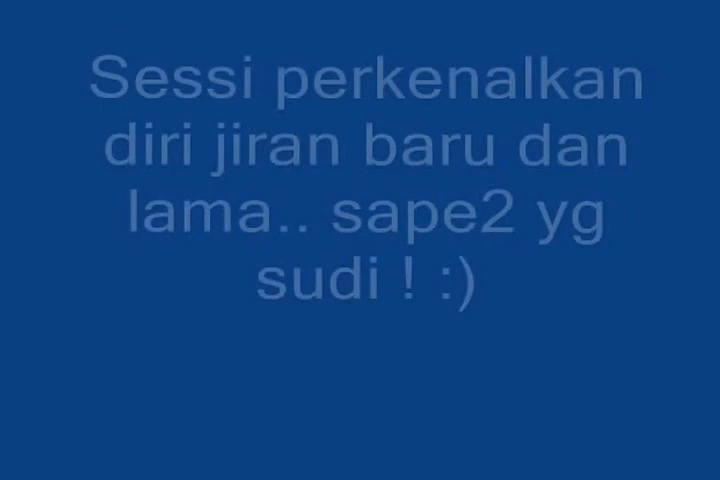 Sessi perkenalkan
diri jiran baru dan
lama.. sape2 yg
sudi ! :)